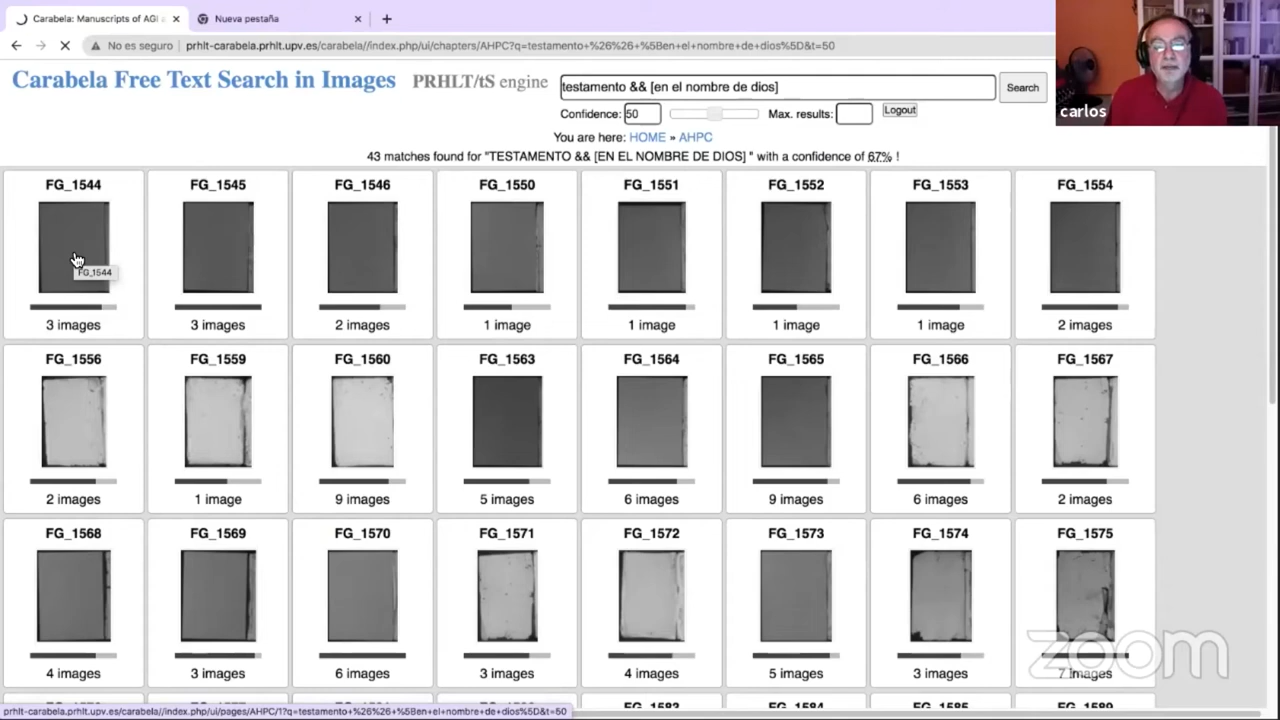 Carabela: Manuscripts of AGI
Nueva pestaña
No es seguro
prhlt-carabela.prhlt.upv.es/carabela//index.php/ui/chapters/AHPC?q=testamento+%26%26+%5Ben+el+nombre+de+dios%5D&t=50
carlos
Carabela Free Text Search in Images
PRHLT/tS engine
testamento && [en el nombre de dios]
Search
Confidence: 50
Max. results:
Logout
You are here: HOME » AHPC
43 matches found for "TESTAMENTO && [EN EL NOMBRE DE DIOS] " with a confidence of 67% !
FG_1544 FG_1545 FG_1546 FG_1550 FG_1551 FG_1552 FG_1553 FG_1554
FG_1544
3 images 3 images 2 images 1 image 1 image 1 image 1 image 2 images
FG_1556 FG_1559 FG_1560 FG_1563 FG_1564 FG_1565 FG_1566 FG_1567
2 images 1 image 9 images 5 images 6 images 9 images 6 images 2 images
FG_1568 FG_1569 FG_1570 FG_1571 FG_1572 FG_1573 FG_1574 FG_1575
4 images 3 images 6 images 3 images 4 images 5 images 3 images 7 images
zoom
prhlt-carabela.prhlt.upv.es/carabela//index.php/ui/pages/AHPC/1?q=testamento+%26%26+%5Ben+el+nombre+de+dios%5D&t=50